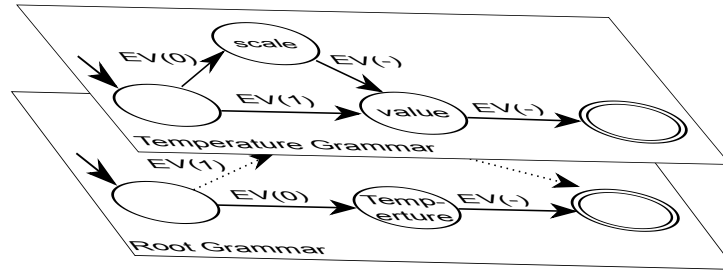 scale
EV(0)
EV(-)
EV(1)
value
EV(-)
Temperature Grammar
EV(1)
EV(0)
Temp-
erture
EV(-)
Root Grammar